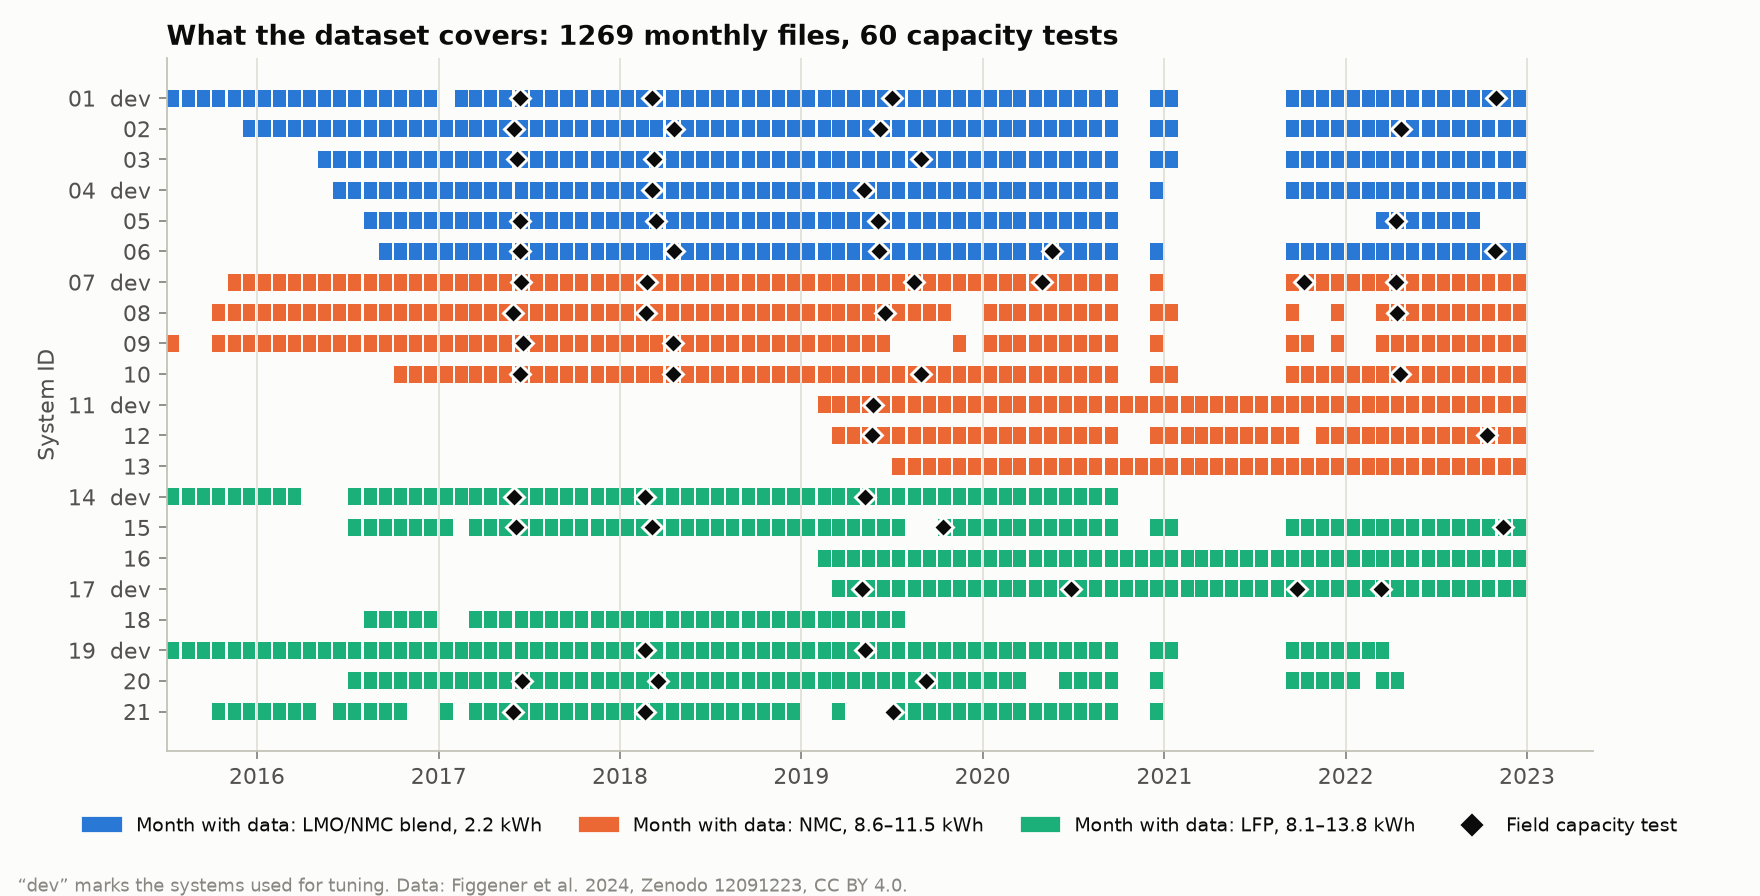 What the dataset covers: 1269 monthly files, 60 capacity tests
System ID
01 dev
02
03
04 dev
05
06
07 dev
08
09
10
11 dev
12
13
14 dev
15
16
17 dev
18
19 dev
20
21
2016 2017 2018 2019 2020 2021 2022 2023
Month with data: LMO/NMC blend, 2.2 kWh Month with data: NMC, 8.6–11.5 kWh Month with data: LFP, 8.1–13.8 kWh Field capacity test
“dev” marks the systems used for tuning. Data: Figgener et al. 2024, Zenodo 12091223, CC BY 4.0.